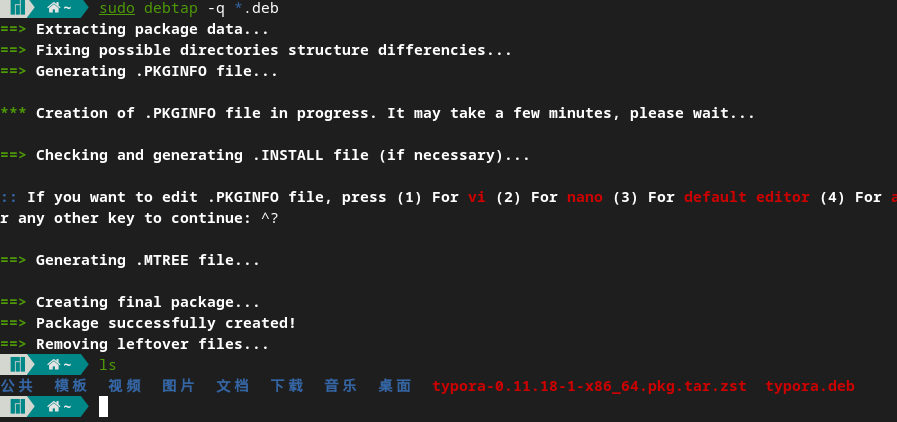 ~ sudo debtap -q *.deb
==> Extracting package data...
==> Fixing possible directories structure differencies...
==> Generating .PKGINFO file...
*** Creation of .PKGINFO file in progress. It may take a few minutes, please wait...
==> Checking and generating .INSTALL file (if necessary)...
:: If you want to edit .PKGINFO file, press (1) For vi (2) For nano (3) For default editor (4) For a
r any other key to continue: ^?
==> Generating .MTREE file...
==> Creating final package...
==> Package successfully created!
==> Removing leftover files...
~ ls
公共 模板 视频 图片 文档 下载 音乐 桌面 typora-0.11.18-1-x86_64.pkg.tar.zst typora.deb
~